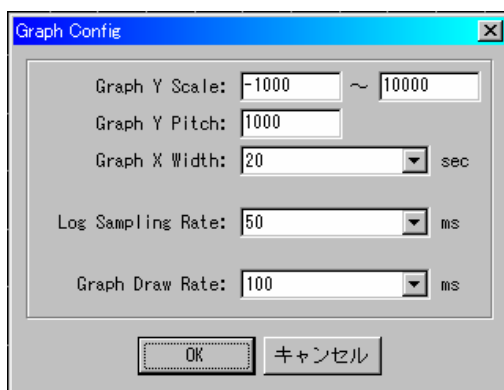 Graph Config
Graph Y Scale: -1000 ～ 10000
Graph Y Pitch: 1000
Graph X Width: 20 sec
Log Sampling Rate: 50 ms
Graph Draw Rate: 100 ms
OK キャンセル